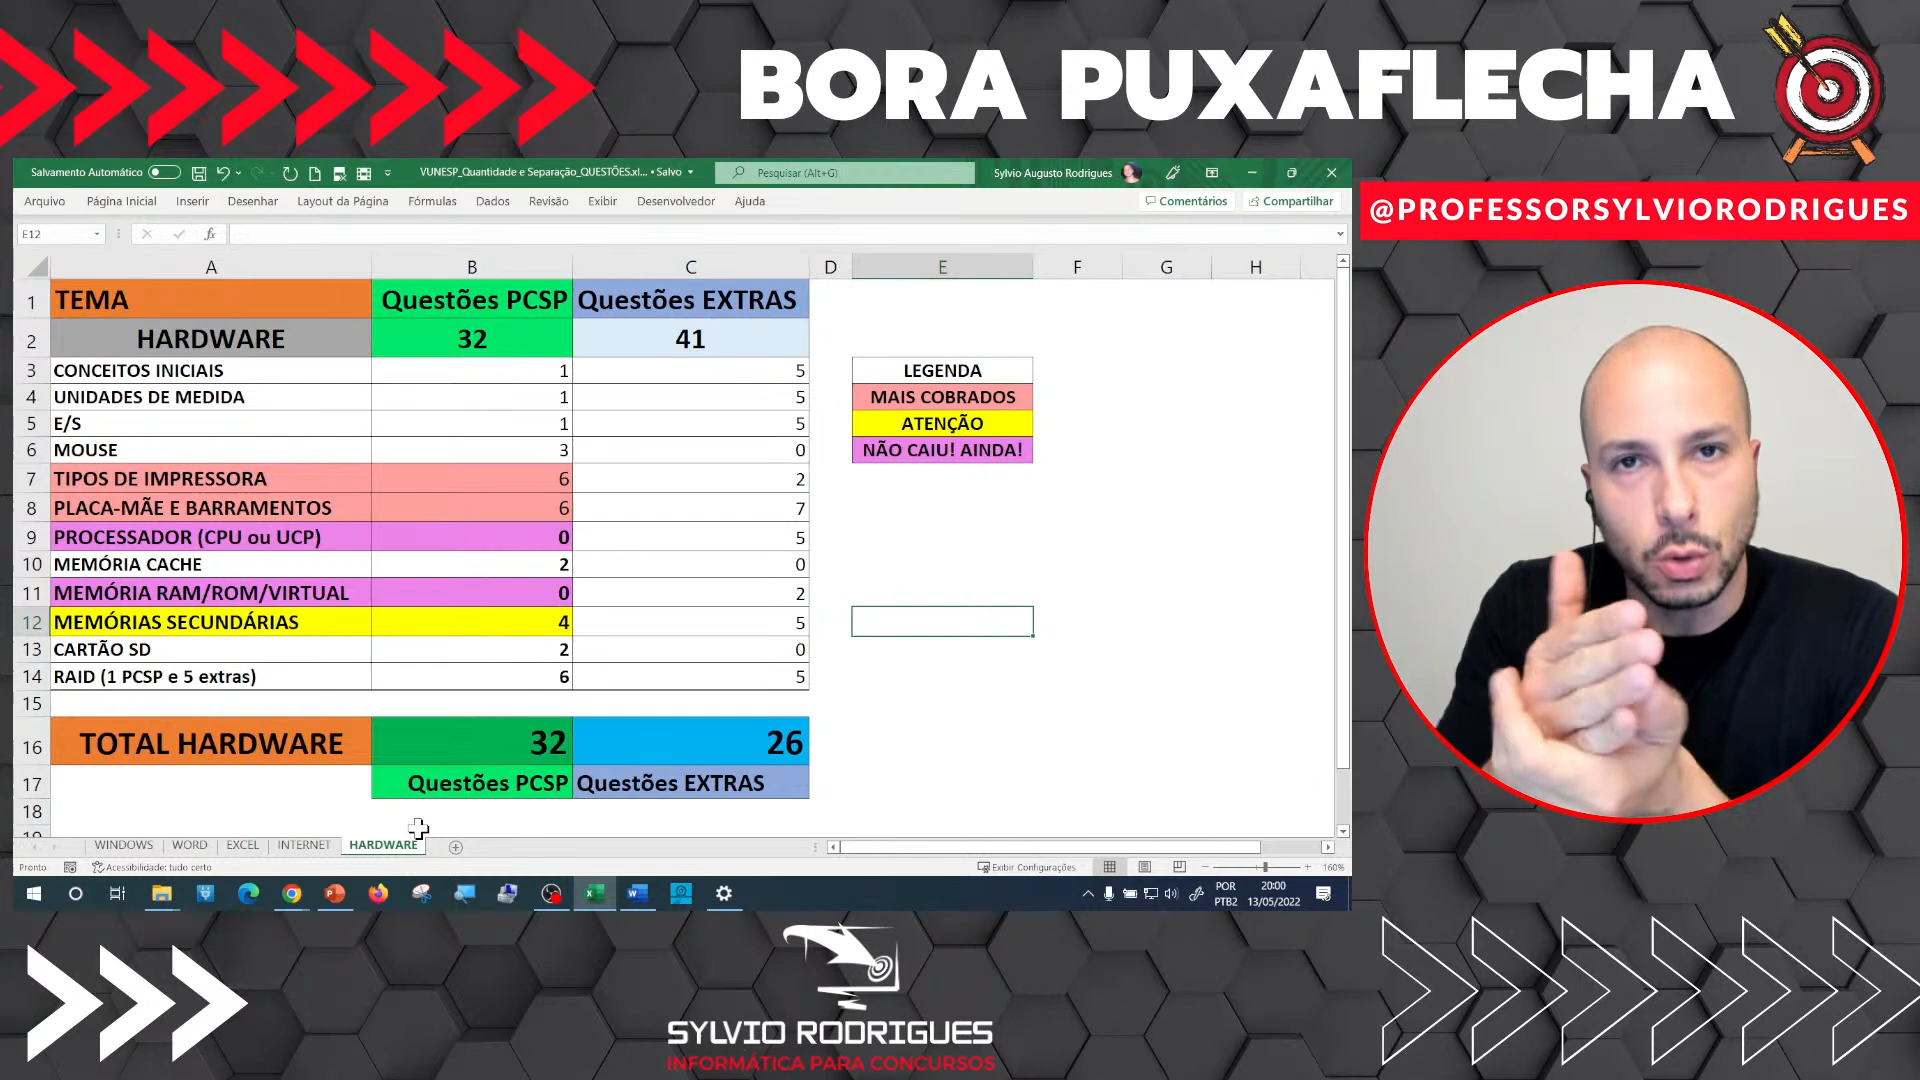 BORA PUXAFLECHA
@PROFESSORSYLVIORODRIGUES
Salvamento Automático
VUNESP_Quantidade e Separação_QUESTÕES.xl... • Salvo
Pesquisar (Alt+G)
Sylvio Augusto Rodrigues
Arquivo Página Inicial Inserir Desenhar Layout da Página Fórmulas Dados Revisão Exibir Desenvolvedor Ajuda
Comentários Compartilhar
E12 fx
A B C D E F G H
1 TEMA Questões PCSP Questões EXTRAS
2 HARDWARE 32 41
3 CONCEITOS INICIAIS 1 5 LEGENDA
4 UNIDADES DE MEDIDA 1 5 MAIS COBRADOS
5 E/S 1 5 ATENÇÃO
6 MOUSE 3 0 NÃO CAIU! AINDA!
7 TIPOS DE IMPRESSORA 6 2
8 PLACA-MÃE E BARRAMENTOS 6 7
9 PROCESSADOR (CPU ou UCP) 0 5
10 MEMÓRIA CACHE 2 0
11 MEMÓRIA RAM/ROM/VIRTUAL 0 2
12 MEMÓRIAS SECUNDÁRIAS 4 5
13 CARTÃO SD 2 0
14 RAID (1 PCSP e 5 extras) 6 5
15
16 TOTAL HARDWARE 32 26
17 Questões PCSP Questões EXTRAS
18
19
WINDOWS WORD EXCEL INTERNET HARDWARE
Pronto Acessibilidade: tudo certo Exibir Configurações 160%
POR 20:00
PTB2 13/05/2022
SYLVIO RODRIGUES
INFORMÁTICA PARA CONCURSOS